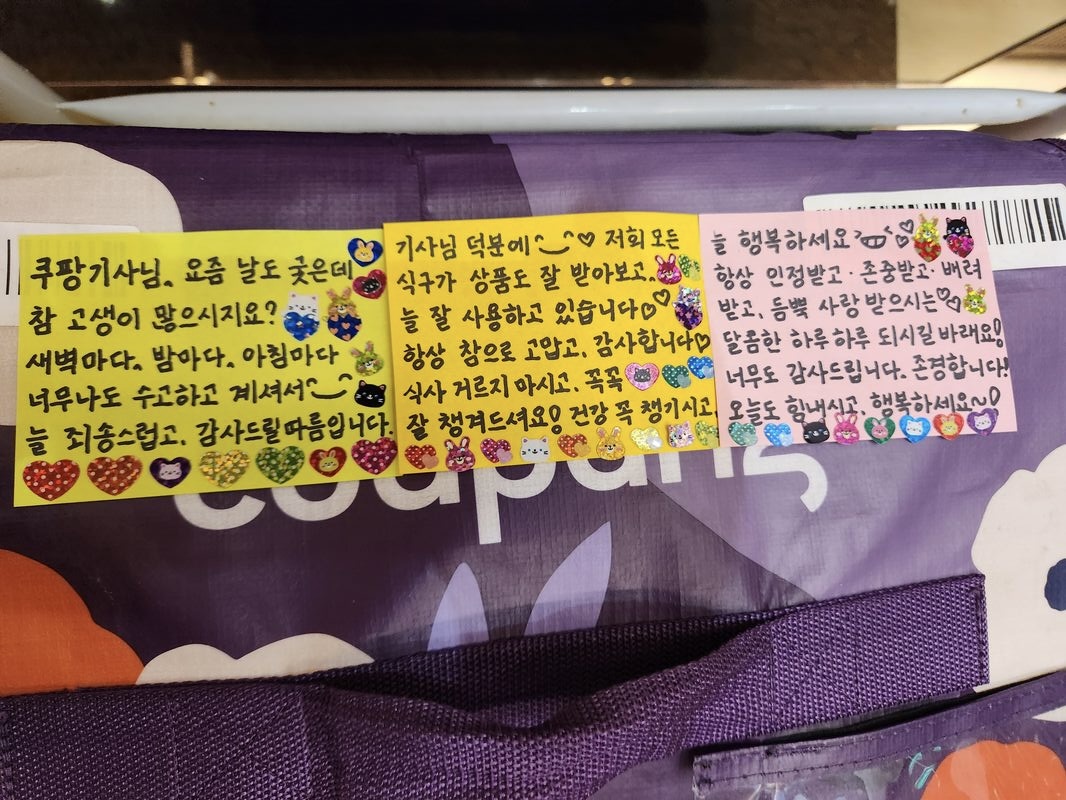 쿠팡기사님. 요즘 날도 궂은데
참 고생이 많으시지요?
새벽마다. 밤마다. 아침마다
너무나도 수고하고 계셔서
늘 죄송스럽고. 감사드릴따름입니다.
기사님 덕분에 ♡ 저희 모든
식구가 상품도 잘 받아보고.
늘 잘 사용하고 있습니다♡
항상 참으로 고맙고. 감사합니다♡
식사 거르지 마시고. 꼭꼭
잘 챙겨드셔요! 건강 꼭 챙기시고.
늘 행복하세요
항상 인정받고·존중받고·배려
받고. 듬뿍 사랑 받으시는♡
달옴한 하루하루 되시길 바래요!
너무도 감사드립니다. 존경합니다!
오늘도 힘내시고. 행복하세요~!
coupang